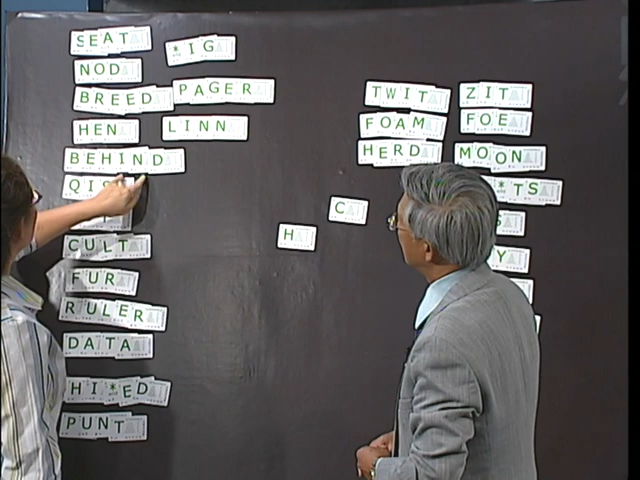 SEAT *IG
NOD
BREED PAGER
HEN LINN
BEHIND
QI
CULT
FUR
RULER
DATA
HI*ED
PUNT
H
C
TWIT ZIT
FOAM FOE
HERD MOON
*TS
S
Y